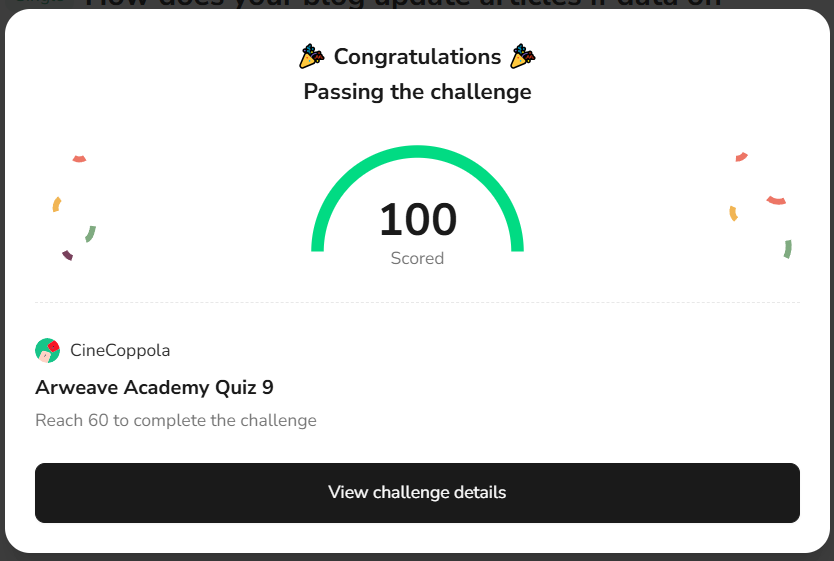 How does your blog update articles if data on
🎉 Congratulations 🎉
Passing the challenge
100
Scored
CineCoppola
Arweave Academy Quiz 9
Reach 60 to complete the challenge
View challenge details